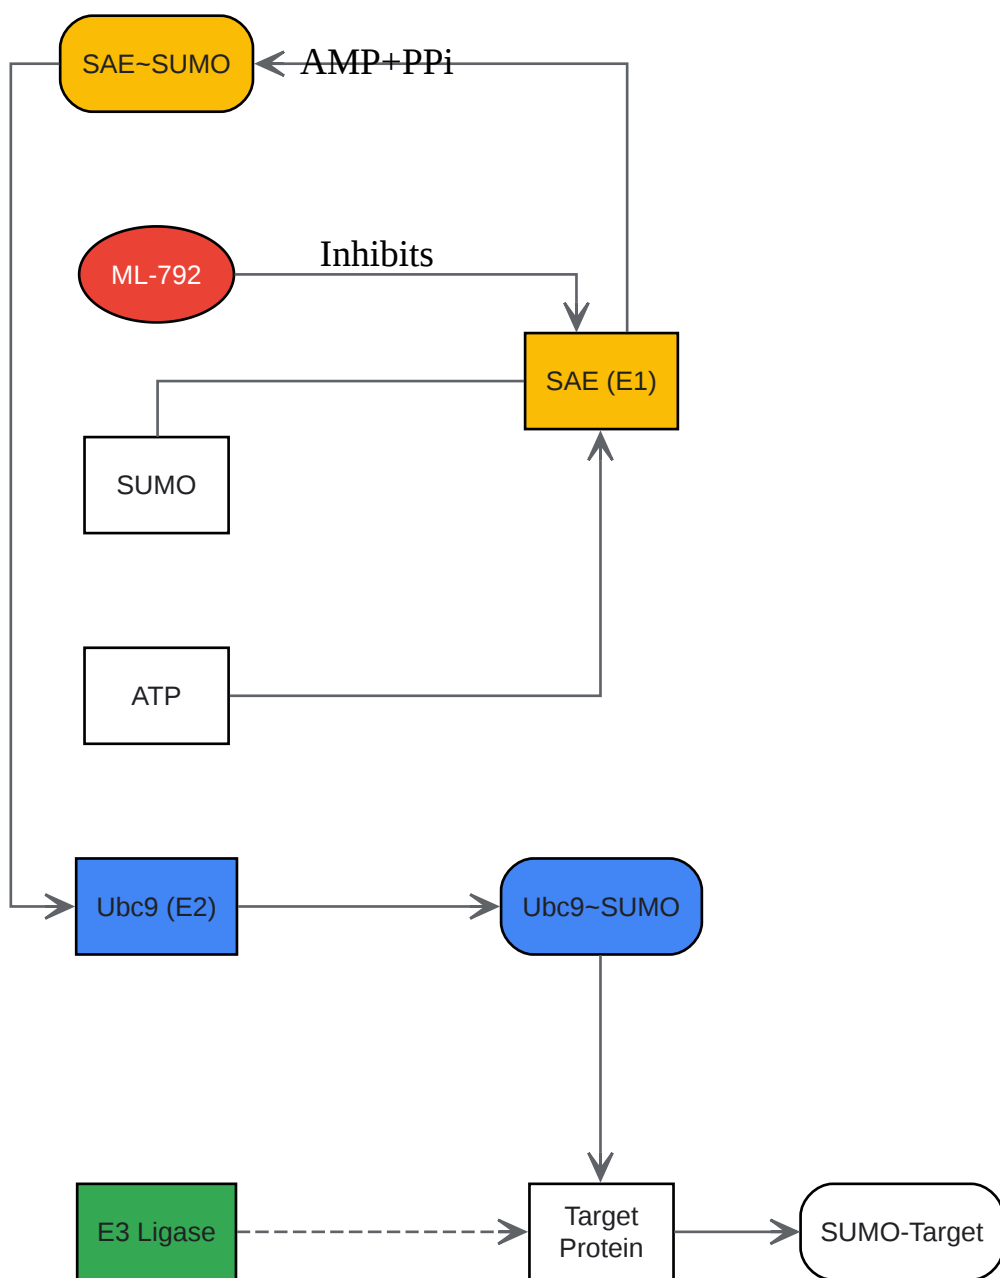 SAE~SUMO
AMP+PPi
Inhibits
ML-792
SAE (E1)
SUMO
ATP
Ubc9 (E2)
Ubc9~SUMO
E3 Ligase
Target
Protein
SUMO-Target